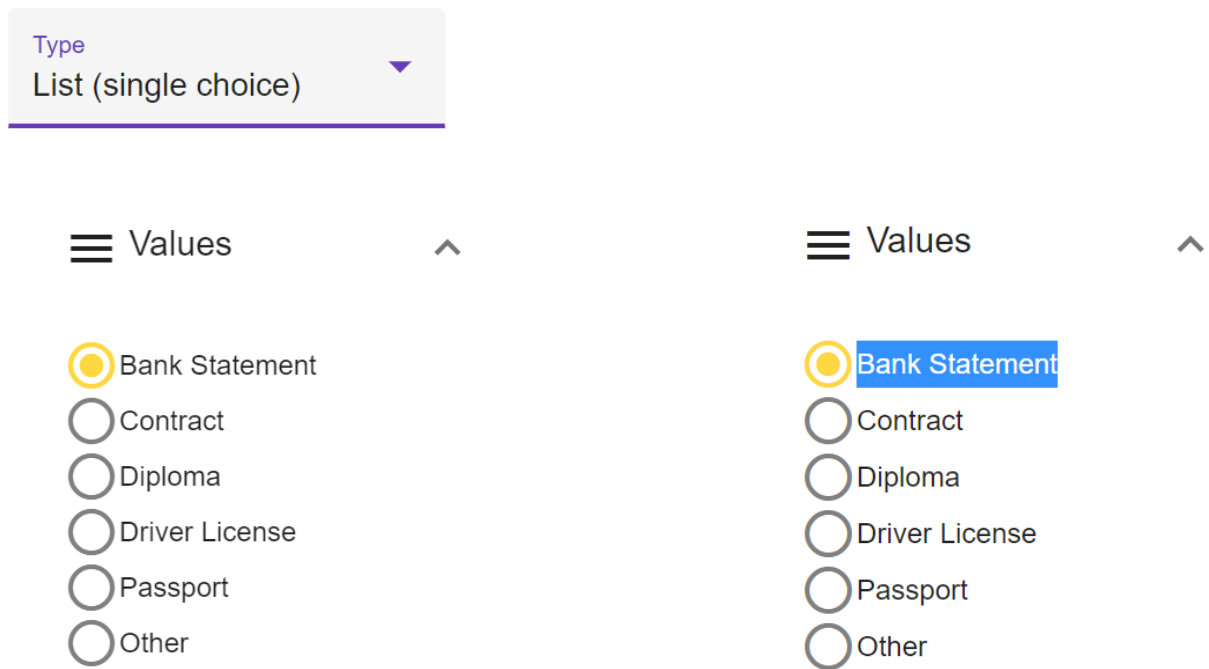 Type
List (single choice)
Values
Bank Statement
Contract
Diploma
Driver License
Passport
Other
Values
Bank Statement
Contract
Diploma
Driver License
Passport
Other